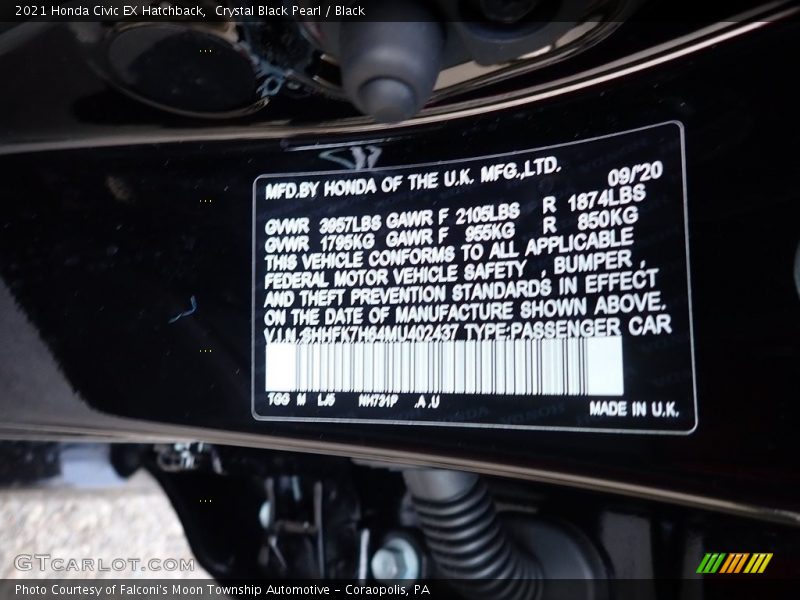 2021 Honda Civic EX Hatchback, Crystal Black Pearl / Black
MFD.BY HONDA OF THE U.K. MFG.,LTD.
09/'20
GVWR 3957LBS GAWR F 2105LBS R 1874LBS
GVWR 1795KG GAWR F 955KG R 850KG
THIS VEHICLE CONFORMS TO ALL APPLICABLE
FEDERAL MOTOR VEHICLE SAFETY , BUMPER ,
AND THEFT PREVENTION STANDARDS IN EFFECT
ON THE DATE OF MANUFACTURE SHOWN ABOVE.
V.I.N.:SHHFK7H64MU402437 TYPE:PASSENGER CAR
TGG M LJ5 NH731P .A .U
MADE IN U.K.
GTCARLOT.COM
Photo Courtesy of Falconi's Moon Township Automotive – Coraopolis, PA